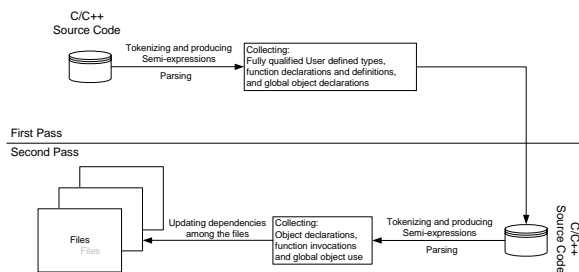 C/C++
Source Code
Tokenizing and producing
Semi-expressions
Parsing
Collecting:
Fully qualified User defined types,
function declarations and definitions,
and global object declarations
First Pass
Second Pass
Files
Files
Updating dependencies
among the files
Collecting:
Object declarations,
function invocations
and global object use
Tokenizing and producing
Semi-expressions
Parsing
C/C++
Source Code